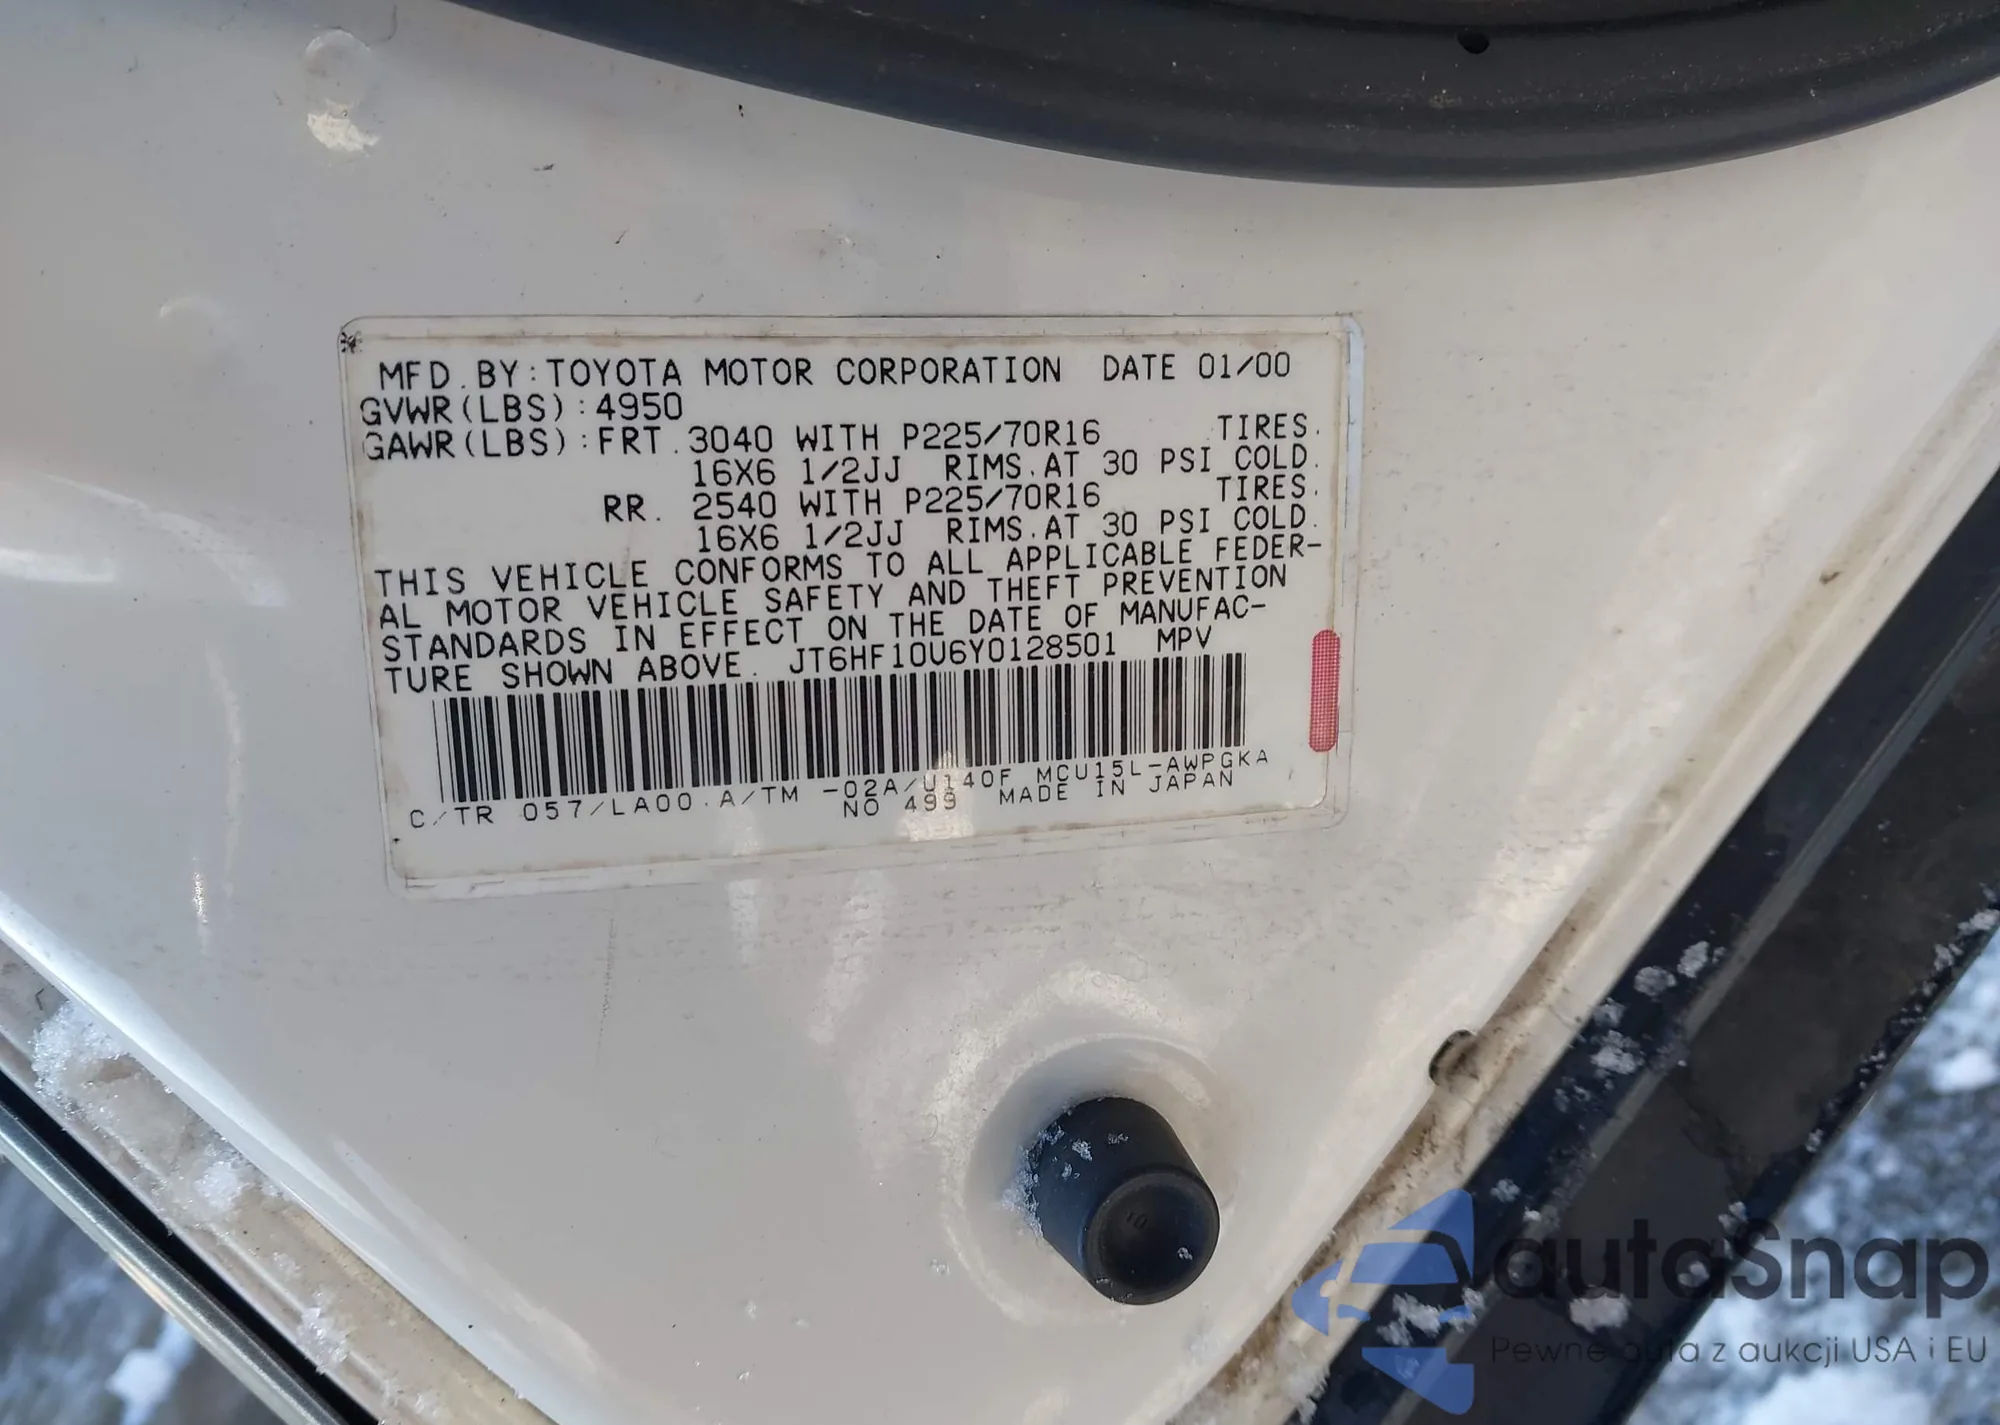 MFD.BY:TOYOTA MOTOR CORPORATION DATE 01/00
GVWR(LBS):4950
GAWR(LBS):FRT.3040 WITH P225/70R16 TIRES.
16X6 1/2JJ RIMS.AT 30 PSI COLD.
RR. 2540 WITH P225/70R16 TIRES.
16X6 1/2JJ RIMS.AT 30 PSI COLD.
THIS VEHICLE CONFORMS TO ALL APPLICABLE FEDER-
AL MOTOR VEHICLE SAFETY AND THEFT PREVENTION
STANDARDS IN EFFECT ON THE DATE OF MANUFAC-
TURE SHOWN ABOVE. JT6HF10U6Y0128501 MPV
C/TR 057/LA00.A/TM -02A/U140F MCU15L-AWPGKA
NO 499 MADE IN JAPAN
10
autaSnap
Pewne auta z aukcji USA i EU